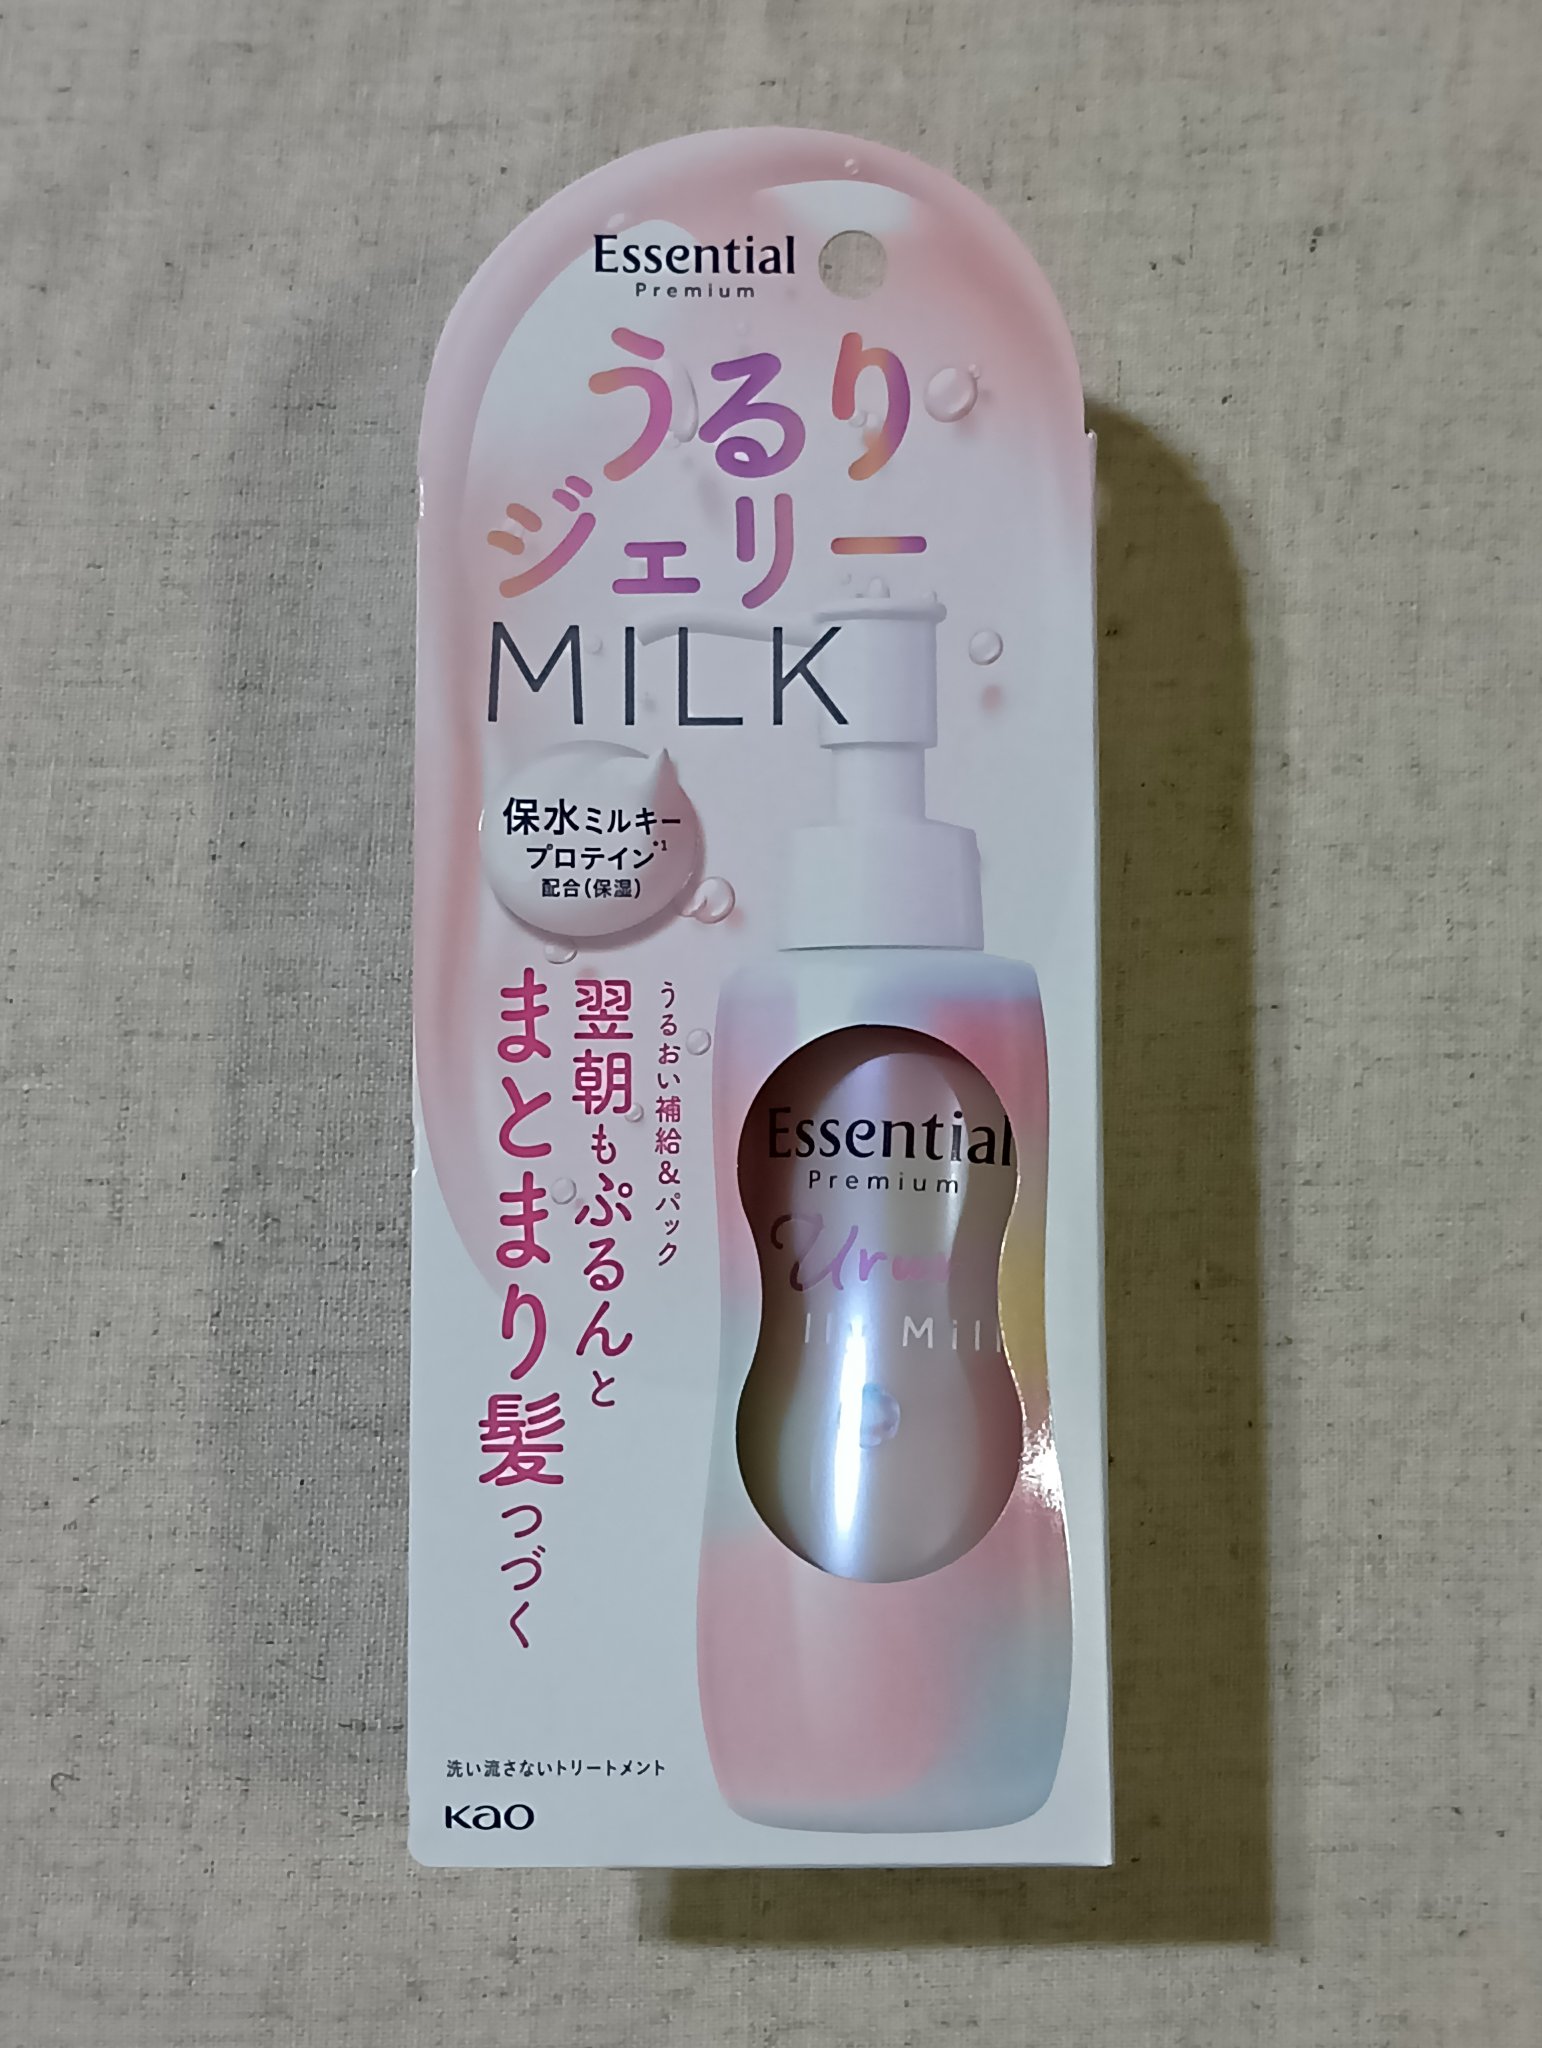 Essential
Premium
うるり
ジェリー
MILK
保水ミルキー
プロテイン*1
配合(保湿)
うるおい補給&パック
翌朝もぷるんと
まとまり髪つづく
Essential
Premium
洗い流さないトリートメント
Kao